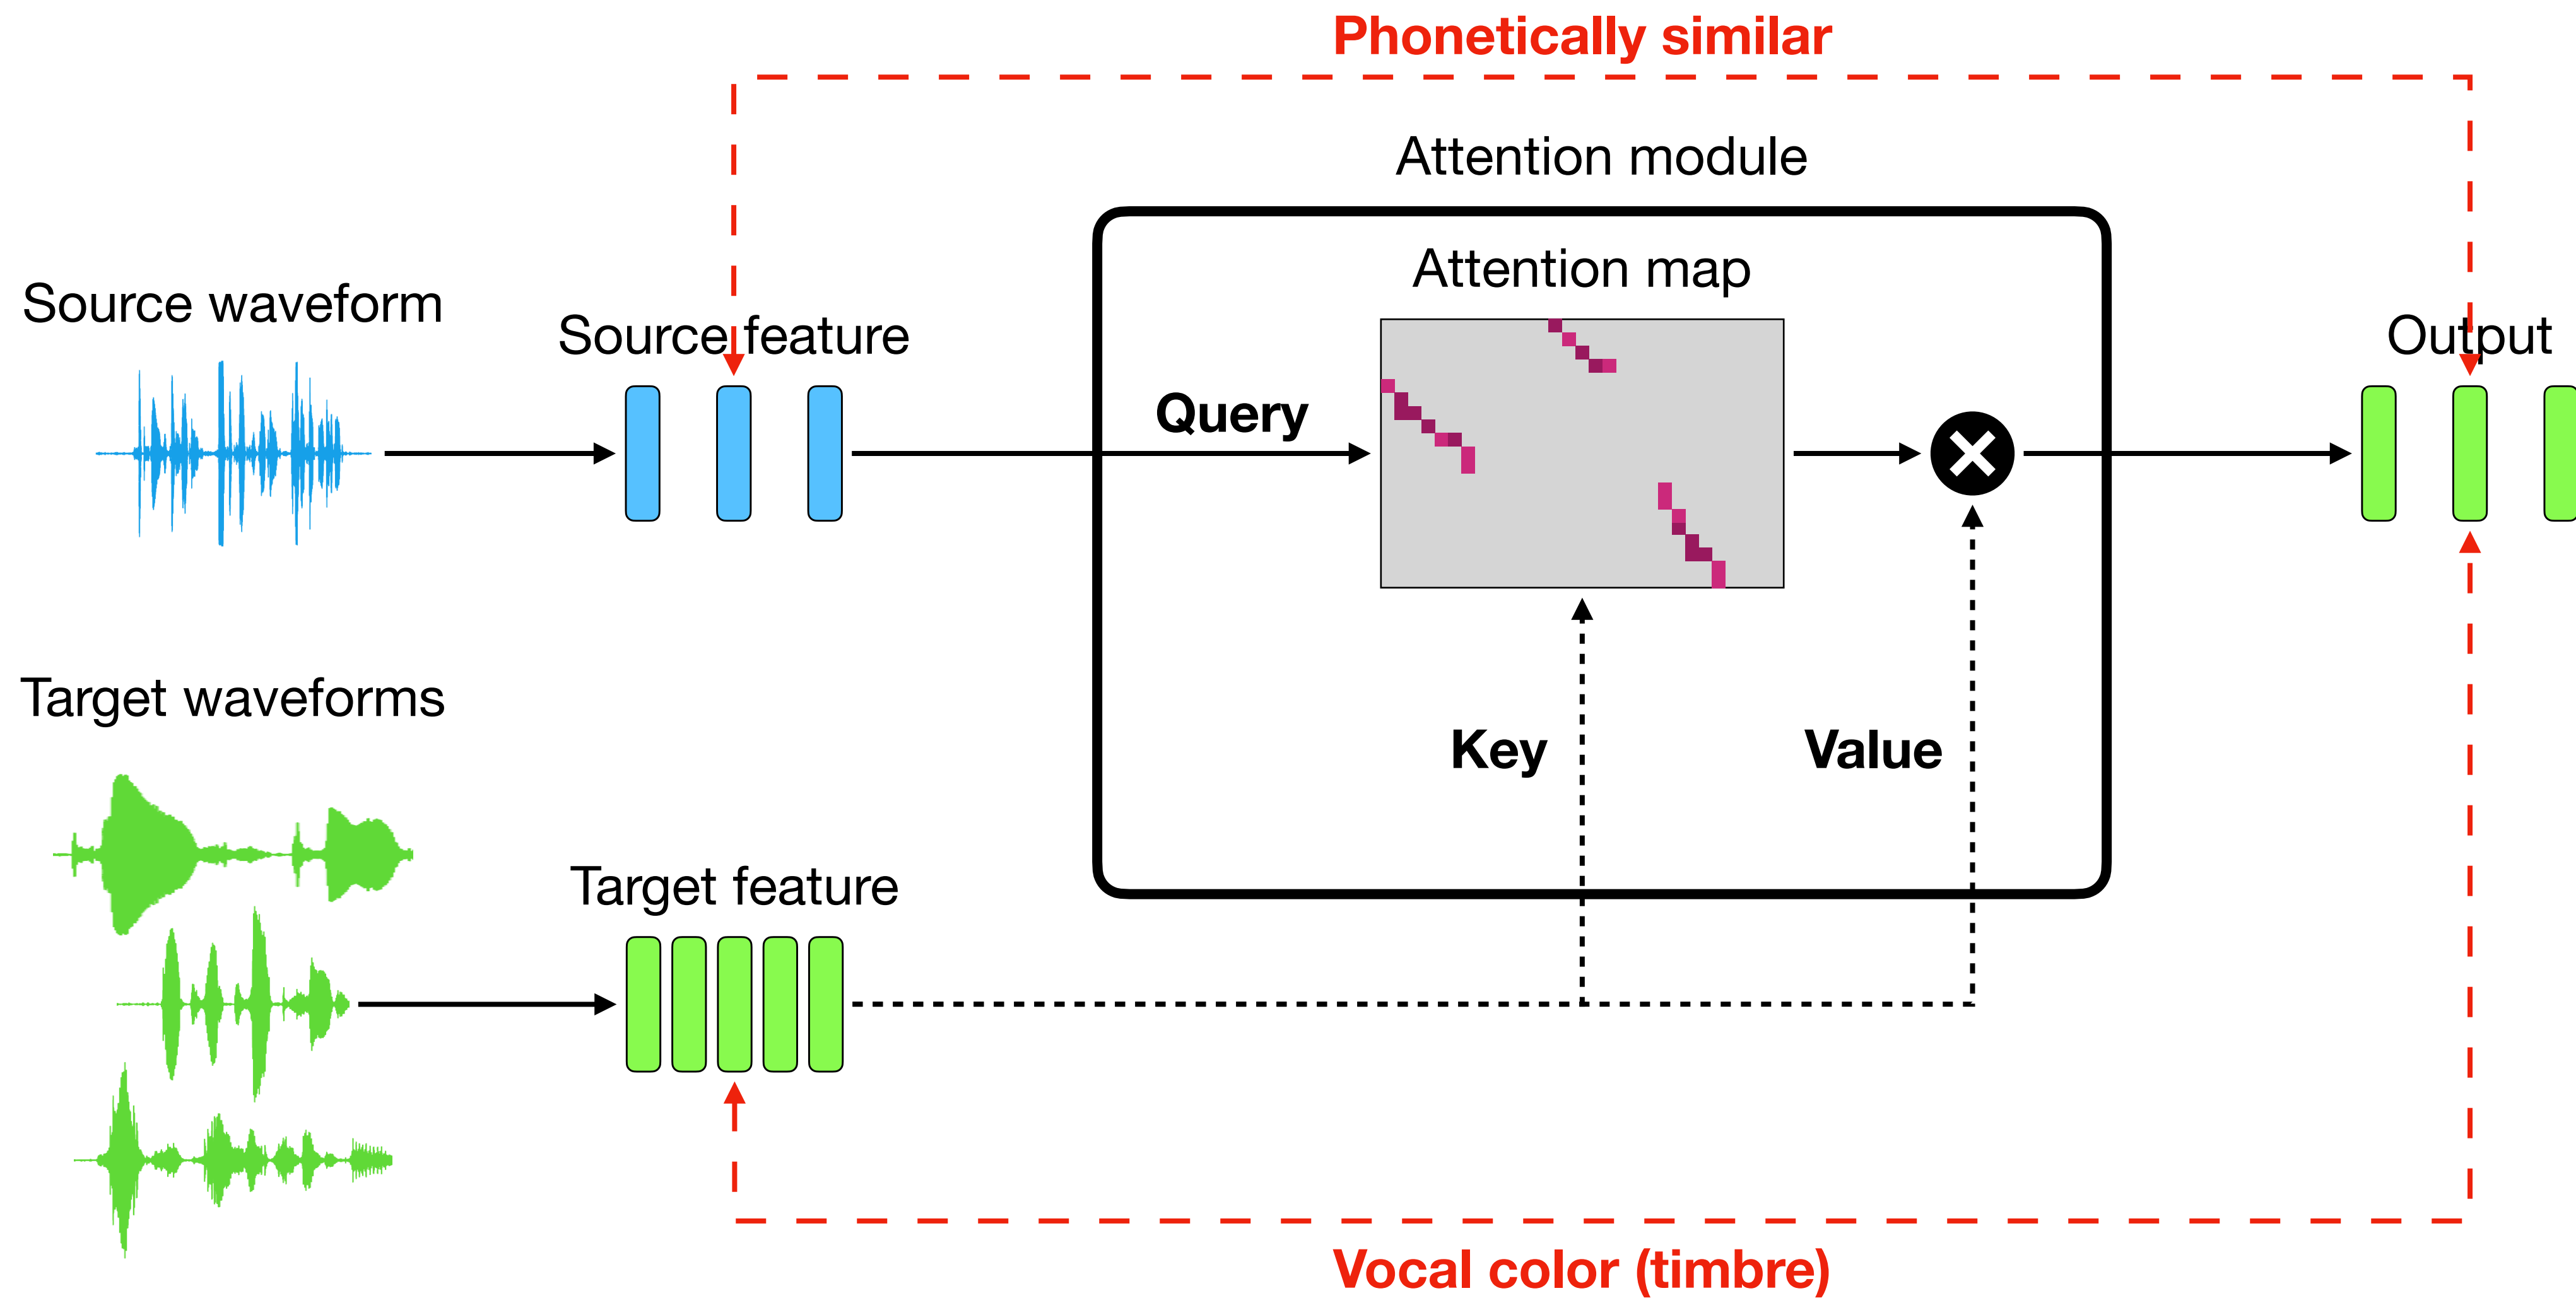 Phonetically similar
Attention module
Attention map
Source waveform
Source feature
Output
Query
Target waveforms
Key
Value
Target feature
Vocal color (timbre)